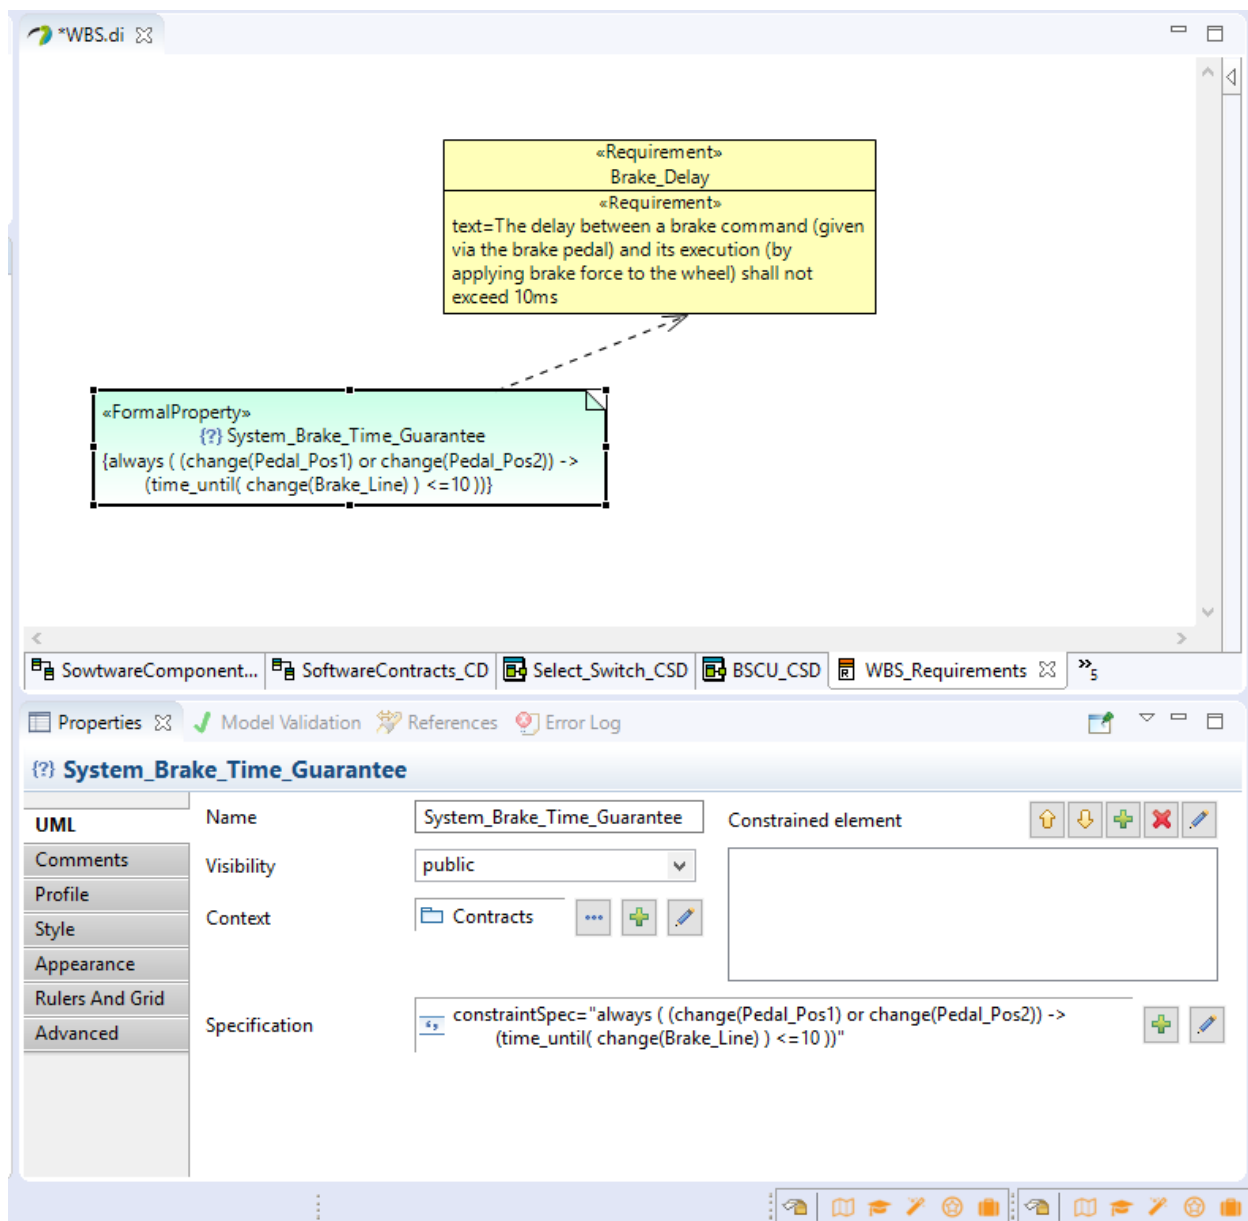 *WBS.di
«Requirement»
Brake_Delay
«Requirement»
text=The delay between a brake command (given
via the brake pedal) and its execution (by
applying brake force to the wheel) shall not
exceed 10ms
«FormalProperty»
{?} System_Brake_Time_Guarantee
{always ( (change(Pedal_Pos1) or change(Pedal_Pos2)) ->
(time_until( change(Brake_Line) ) <=10 ))}
SowtwareComponent... SoftwareContracts_CD Select_Switch_CSD BSCU_CSD WBS_Requirements »5
Properties Model Validation References Error Log
{?} System_Brake_Time_Guarantee
UML
Comments
Profile
Style
Appearance
Rulers And Grid
Advanced
Name System_Brake_Time_Guarantee Constrained element
Visibility public
Context Contracts
Specification constraintSpec="always ( (change(Pedal_Pos1) or change(Pedal_Pos2)) ->
(time_until( change(Brake_Line) ) <=10 ))"